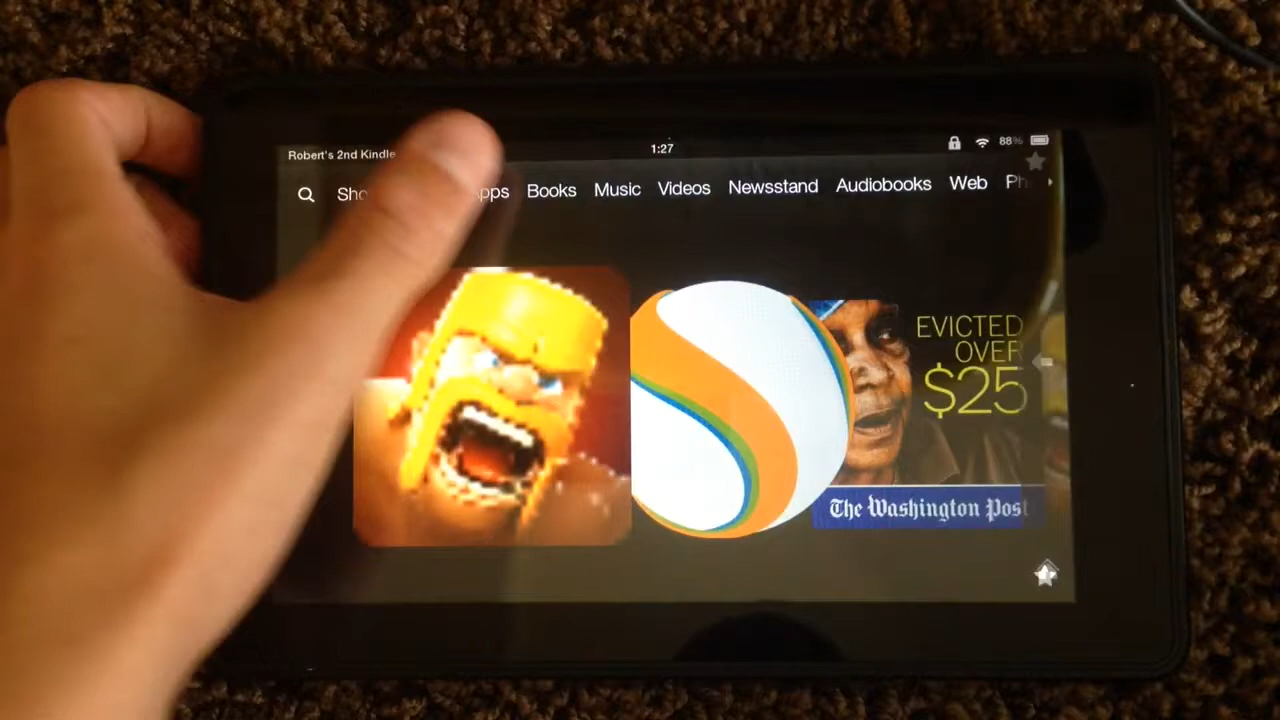 Robert's 2nd Kindle 1:27 88%
Books Music Videos Newsstand Audiobooks Web
EVICTED
OVER
$25
The Washington Post